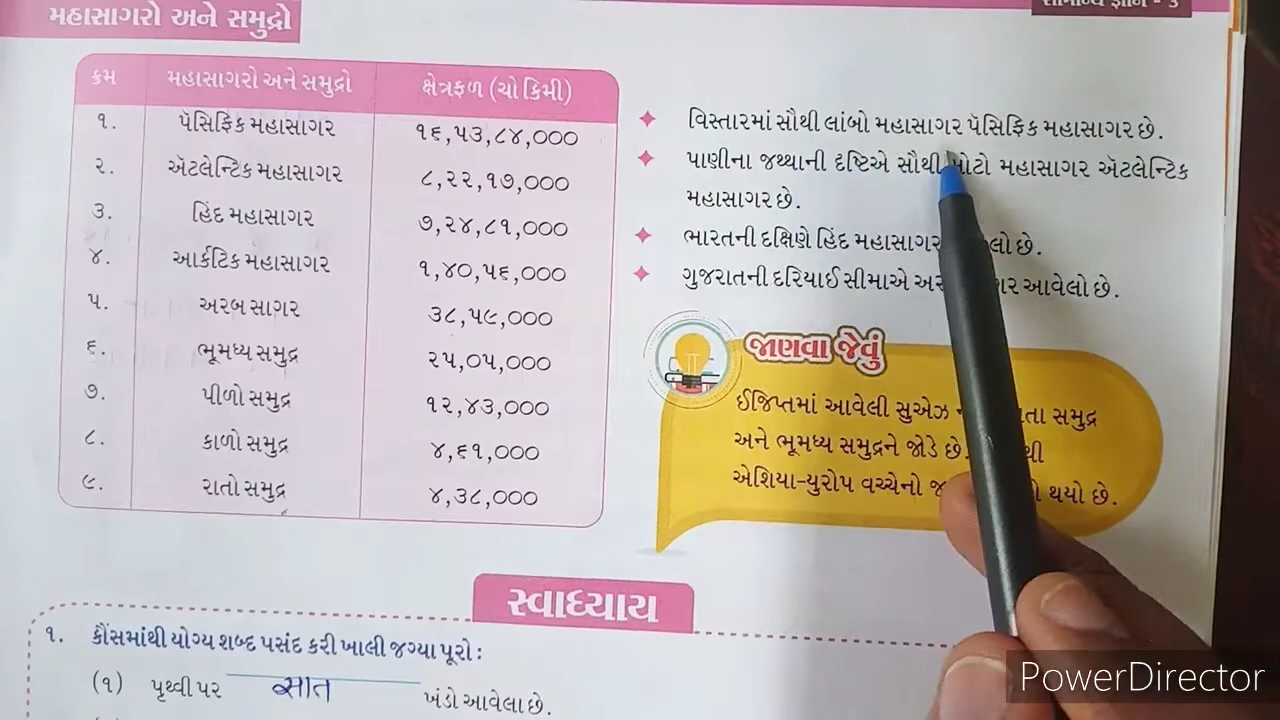 સામાન્ય જ્ઞાન - ૩
મહાસાગરો અને સમુદ્રો
ક્રમ મહાસાગરો અને સમુદ્રો ક્ષેત્રફળ (ચો કિમી)
૧. પૅસિફિક મહાસાગર ૧૬,૫૩,૮૪,૦૦૦
૨. ઍટલેન્ટિક મહાસાગર ૮,૨૨,૧૭,૦૦૦
૩. હિંદ મહાસાગર ૭,૨૪,૮૧,૦૦૦
૪. આર્કટિક મહાસાગર ૧,૪૦,૫૬,૦૦૦
૫. અરબ સાગર ૩૮,૫૯,૦૦૦
૬. ભૂમધ્ય સમુદ્ર ૨૫,૦૫,૦૦૦
૭. પીળો સમુદ્ર ૧૨,૪૩,૦૦૦
૮. કાળો સમુદ્ર ૪,૬૧,૦૦૦
૯. રાતો સમુદ્ર ૪,૩૮,૦૦૦
વિસ્તારમાં સૌથી લાંબો મહાસાગર પૅસિફિક મહાસાગર છે.
પાણીના જથ્થાની દૃષ્ટિએ સૌથી મોટો મહાસાગર ઍટલેન્ટિક
મહાસાગર છે.
ભારતની દક્ષિણે હિંદ મહાસાગર છે.
ગુજરાતની દરિયાઈ સીમાએ આવેલો છે.
જાણવા જેવું
ઈજિપ્તમાં આવેલી સુએઝ સમુદ્ર
અને ભૂમધ્ય સમુદ્રને જોડે છે.
એશિયા-યુરોપ વચ્ચેનો થયો છે.
સ્વાધ્યાય
૧. કૌંસમાંથી યોગ્ય શબ્દ પસંદ કરી ખાલી જગ્યા પૂરો :
(૧) પૃથ્વી પર સાત ખંડો આવેલા છે.
PowerDirector